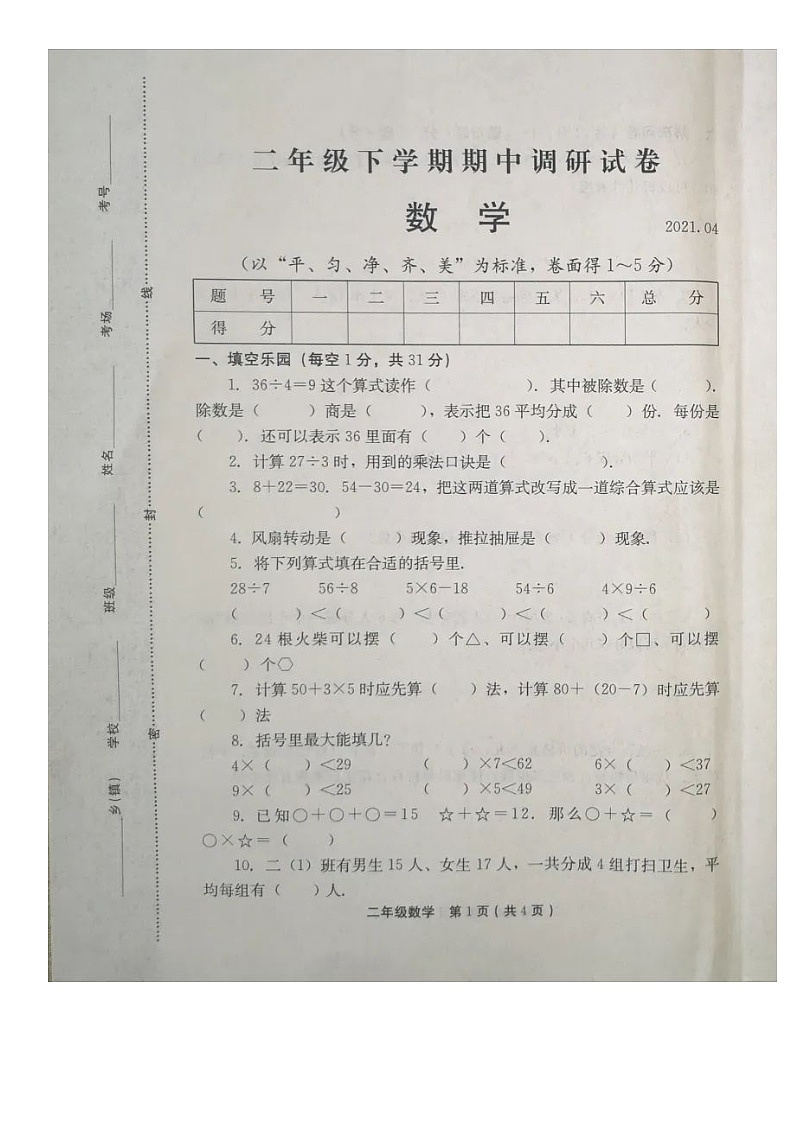 二年级下学期期中调研试卷
数 学
2021.04
（以“平、匀、净、齐、美”为标准，卷面得1～5分）
题 号 一 二 三 四 五 六 总 分
得 分
一、填空乐园（每空1分，共31分）
1. 36÷4=9这个算式读作（ ）. 其中被除数是（ ）.
除数是（ ）商是（ ），表示把36平均分成（ ）份. 每份是
（ ）. 还可以表示36里面有（ ）个（ ）.
2. 计算27÷3时，用到的乘法口诀是（ ）.
3. 8+22=30. 54－30=24，把这两道算式改写成一道综合算式应该是
（ ）
4. 风扇转动是（ ）现象，推拉抽屉是（ ）现象.
5. 将下列算式填在合适的括号里.
28÷7 56÷8 5×6－18 54÷6 4×9÷6
（ ）＜（ ）＜（ ）＜（ ）＜（ ）
6. 24根火柴可以摆（ ）个△、可以摆（ ）个□、可以摆
（ ）个⬡
7. 计算50+3×5时应先算（ ）法，计算80+（20－7）时应先算
（ ）法
8. 括号里最大能填几？
4×（ ）＜29 （ ）×7＜62 6×（ ）＜37
9×（ ）＜25 （ ）×5＜49 3×（ ）＜27
9. 已知○+○+○=15 ☆+☆=12. 那么○+☆=（ ）
○×☆=（ ）
10. 二（1）班有男生15人、女生17人，一共分成4组打扫卫生，平
均每组有（ ）人.
二年级数学 第1页（共4页）
乡（镇） 学校 班级 姓名 考场 考号
密 封 线